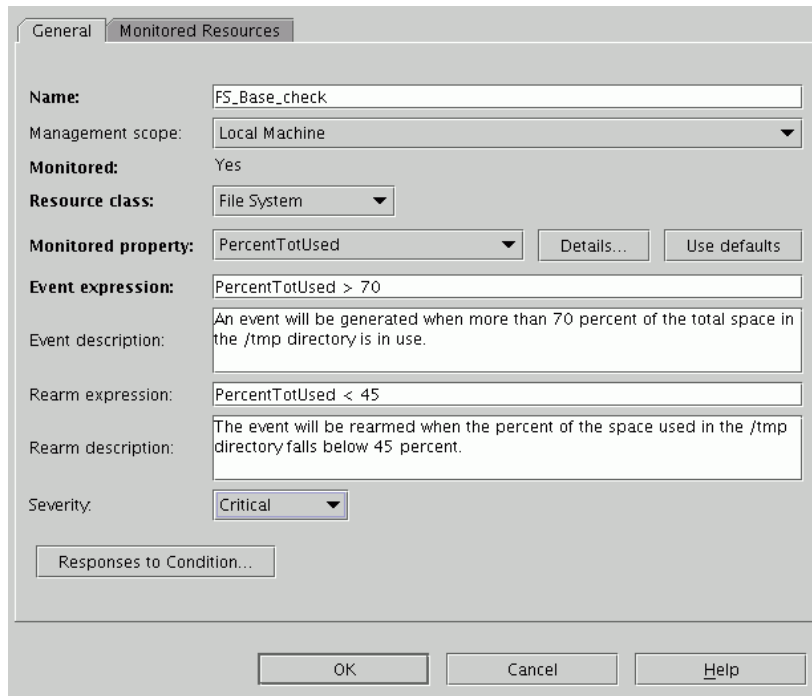 General Monitored Resources
Name: FS_Base_check
Management scope: Local Machine
Monitored: Yes
Resource class: File System
Monitored property: PercentTotUsed Details... Use defaults
Event expression: PercentTotUsed > 70
Event description: An event will be generated when more than 70 percent of the total space in
the /tmp directory is in use.
Rearm expression: PercentTotUsed < 45
Rearm description: The event will be rearmed when the percent of the space used in the /tmp
directory falls below 45 percent.
Severity: Critical
Responses to Condition...
OK Cancel Help